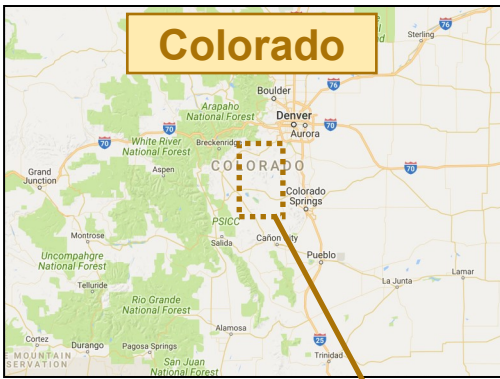 Colorado
Sterling
76
Boulder
76
Arapaho
National Forest
Denver
70
Aurora
70
White River
National Forest
Breckenridge
70
Grand
Junction
Aspen
COLORADO
70
Colorado
Springs
PSICC
Montrose
Salida
Cañon City
Uncompahgre
National Forest
Pueblo
Telluride
La Junta
Lamar
Rio Grande
National Forest
Alamosa
25
Cortez
Durango
Pagosa Springs
Trinidad
E MOUNTAIN
SERVATION
San Juan
National Forest